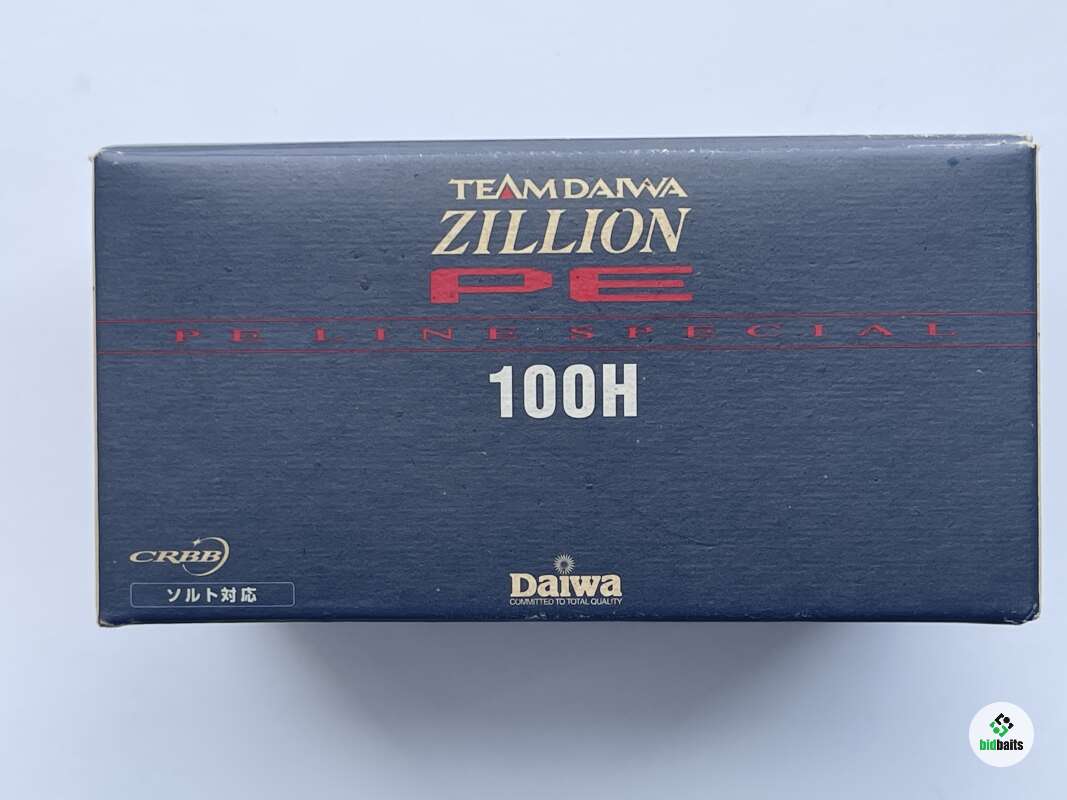 TEAM DAIWA
ZILLION
PE
PE LINE SPECIAL
100H
CRBB
ソルト対応
Daiwa
COMMITTED TO TOTAL QUALITY
bidbaits